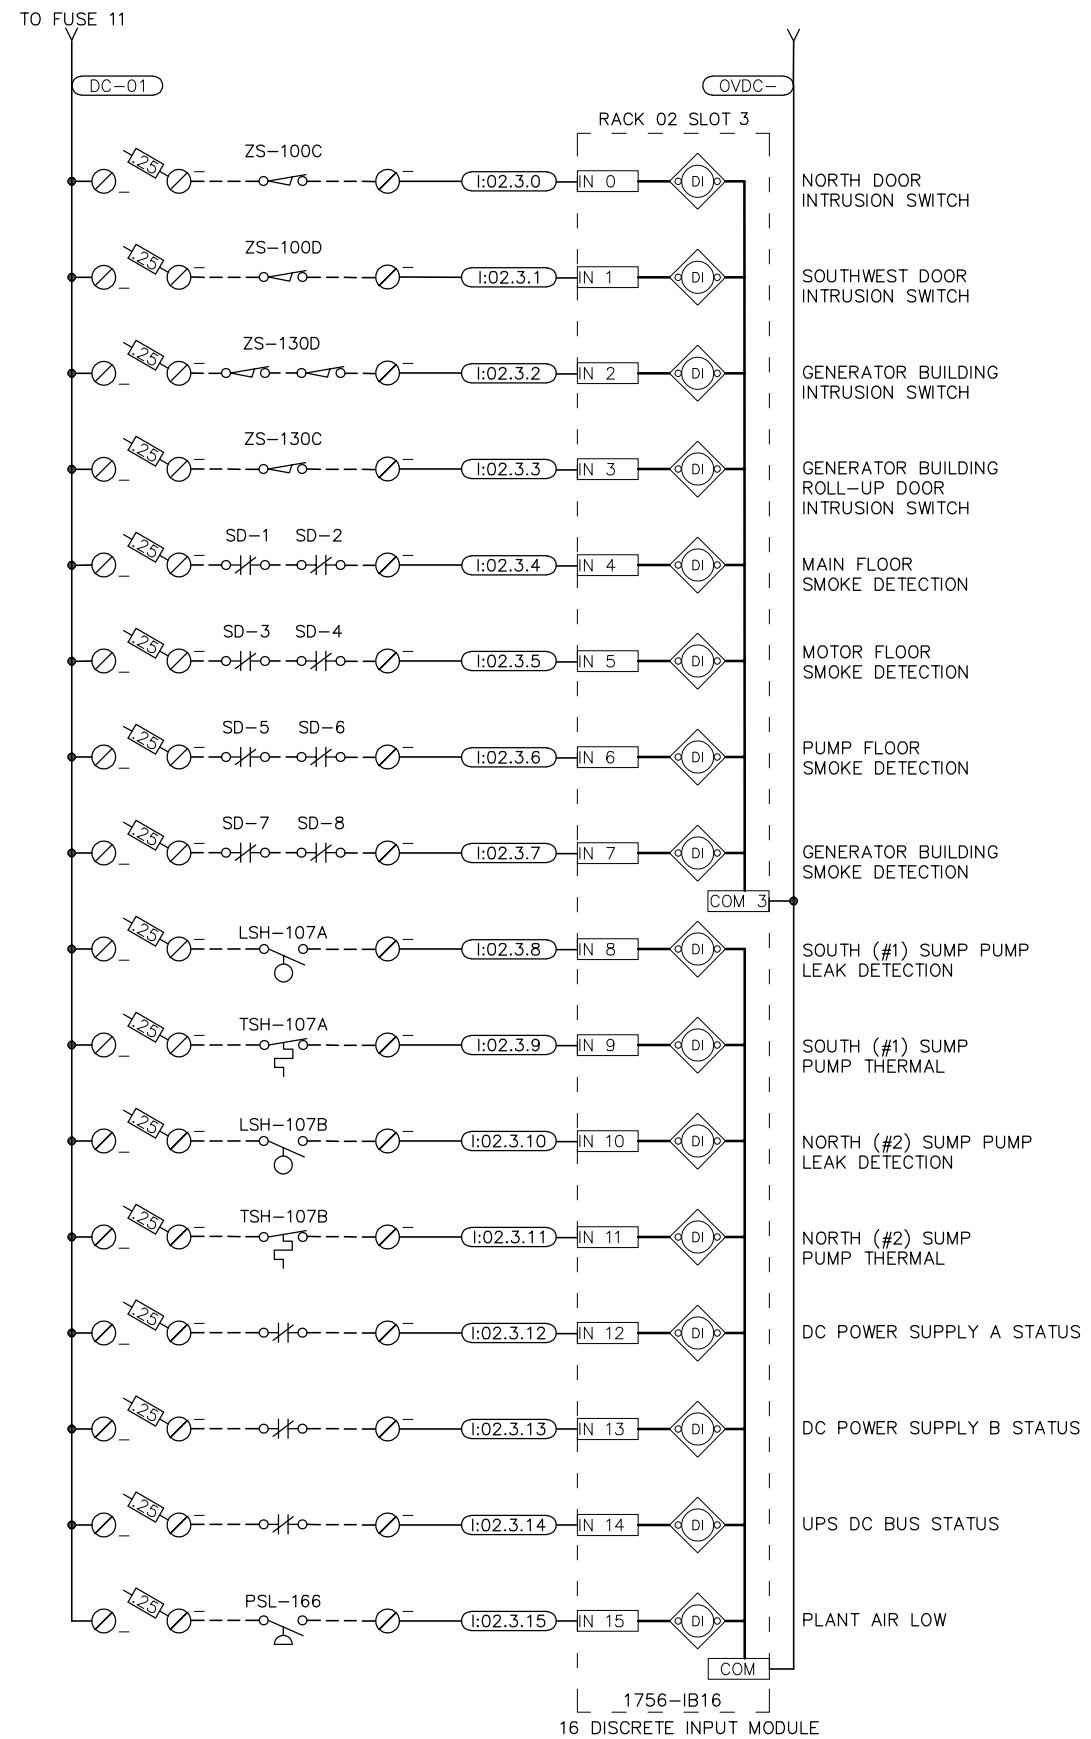 TO FUSE 11
DC-01
0VDC-
RACK 02 SLOT 3
.25
ZS-100C
I:02.3.0
IN 0
DI
NORTH DOOR
INTRUSION SWITCH
.25
ZS-100D
I:02.3.1
IN 1
DI
SOUTHWEST DOOR
INTRUSION SWITCH
.25
ZS-130D
I:02.3.2
IN 2
DI
GENERATOR BUILDING
INTRUSION SWITCH
.25
ZS-130C
I:02.3.3
IN 3
DI
GENERATOR BUILDING
ROLL-UP DOOR
INTRUSION SWITCH
.25
SD-1 SD-2
I:02.3.4
IN 4
DI
MAIN FLOOR
SMOKE DETECTION
.25
SD-3 SD-4
I:02.3.5
IN 5
DI
MOTOR FLOOR
SMOKE DETECTION
.25
SD-5 SD-6
I:02.3.6
IN 6
DI
PUMP FLOOR
SMOKE DETECTION
.25
SD-7 SD-8
I:02.3.7
IN 7
DI
GENERATOR BUILDING
SMOKE DETECTION
COM 3
.25
LSH-107A
I:02.3.8
IN 8
DI
SOUTH (#1) SUMP PUMP
LEAK DETECTION
.25
TSH-107A
I:02.3.9
IN 9
DI
SOUTH (#1) SUMP
PUMP THERMAL
.25
LSH-107B
I:02.3.10
IN 10
DI
NORTH (#2) SUMP PUMP
LEAK DETECTION
.25
TSH-107B
I:02.3.11
IN 11
DI
NORTH (#2) SUMP
PUMP THERMAL
.25
I:02.3.12
IN 12
DI
DC POWER SUPPLY A STATUS
.25
I:02.3.13
IN 13
DI
DC POWER SUPPLY B STATUS
.25
I:02.3.14
IN 14
DI
UPS DC BUS STATUS
.25
PSL-166
I:02.3.15
IN 15
DI
PLANT AIR LOW
COM
1756-IB16
16 DISCRETE INPUT MODULE